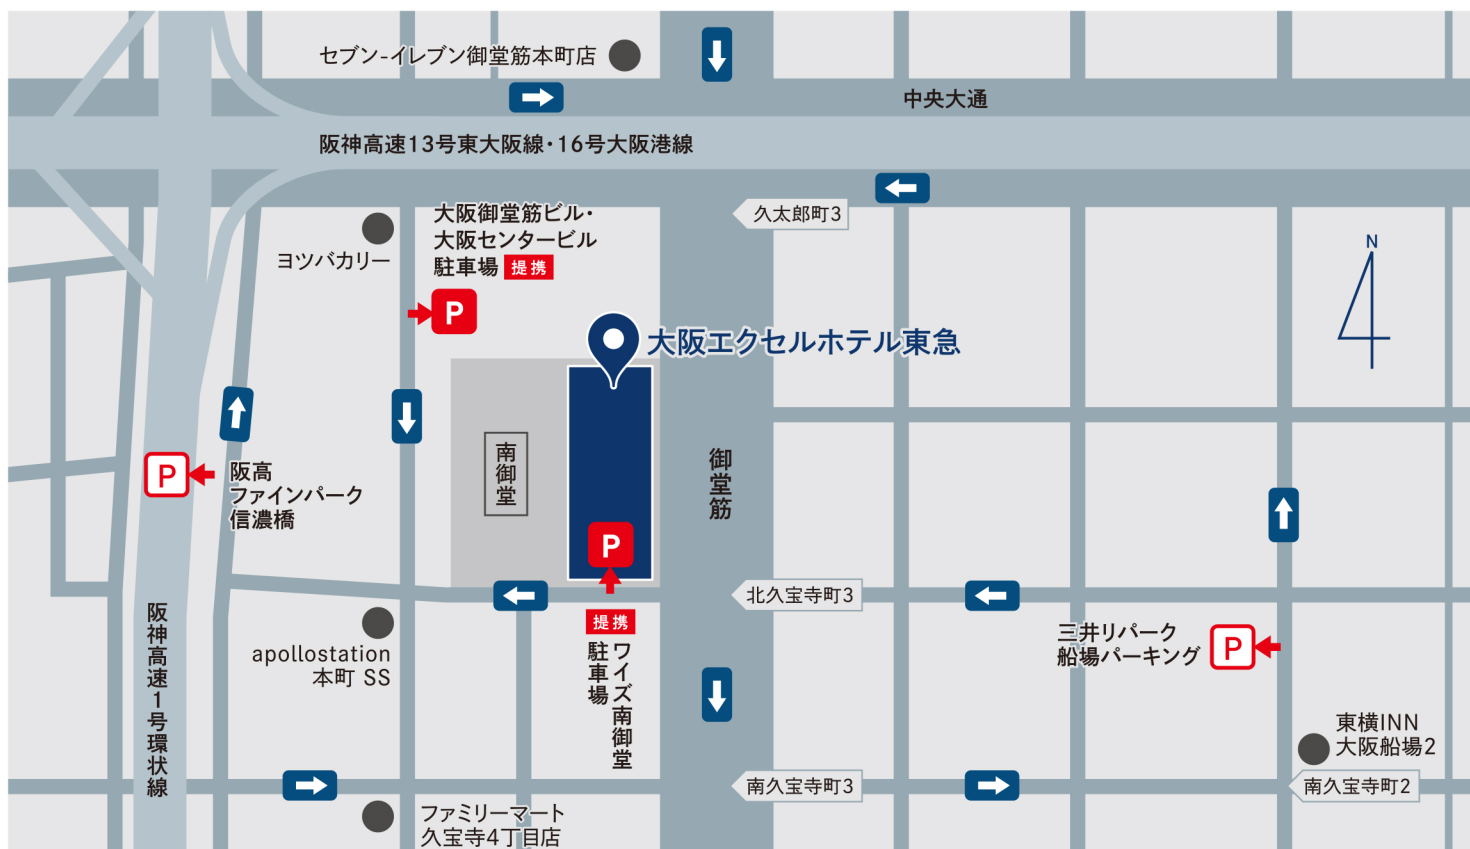 セブン-イレブン御堂筋本町店
中央大通
阪神高速13号東大阪線・16号大阪港線
久太郎町3
大阪御堂筋ビル・
大阪センタービル
駐車場 提携
ヨツバカリー
N
P
大阪エクセルホテル東急
南御堂
御堂筋
P
阪高
ファインパーク
信濃橋
P
北久宝寺町3
提携
ワイズ南御堂
駐車場
三井リパーク
船場パーキング
P
apollostation
本町 SS
阪神高速1号環状線
東横INN
大阪船場2
南久宝寺町3
南久宝寺町2
ファミリーマート
久宝寺4丁目店